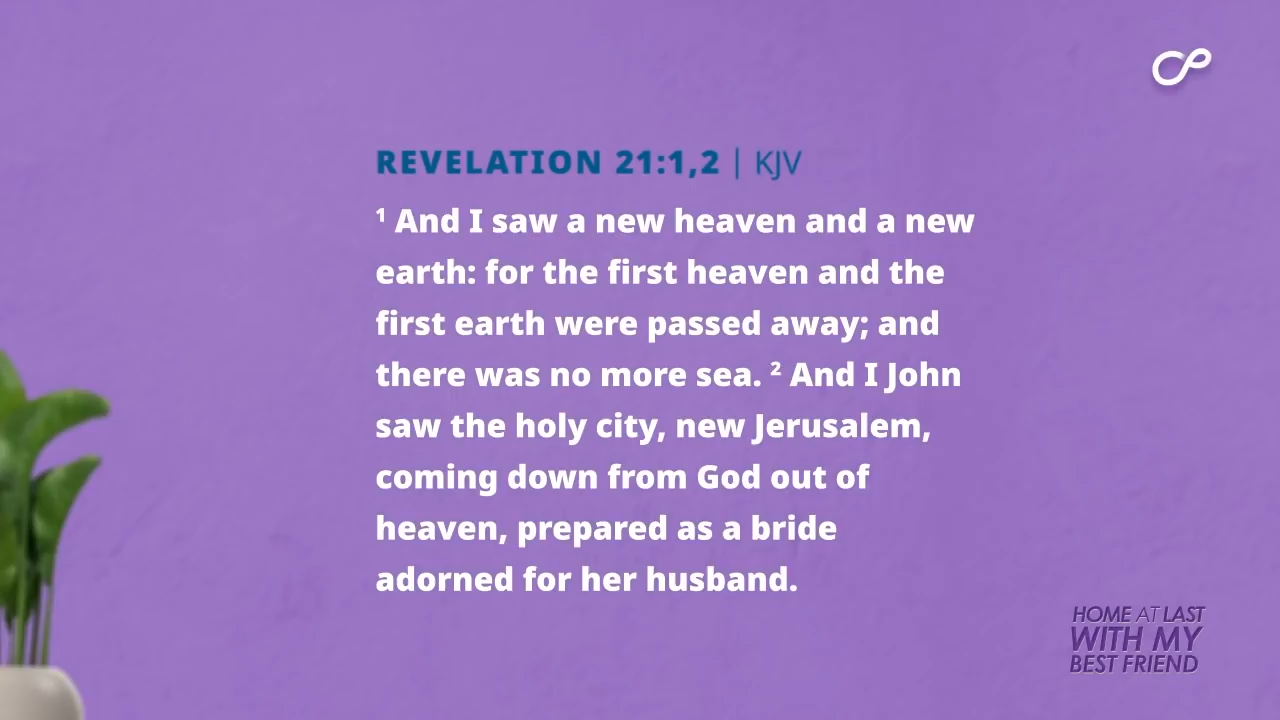 REVELATION 21:1,2 | KJV
¹ And I saw a new heaven and a new
earth: for the first heaven and the
first earth were passed away; and
there was no more sea. ² And I John
saw the holy city, new Jerusalem,
coming down from God out of
heaven, prepared as a bride
adorned for her husband.
HOME AT LAST
WITH MY
BEST FRIEND